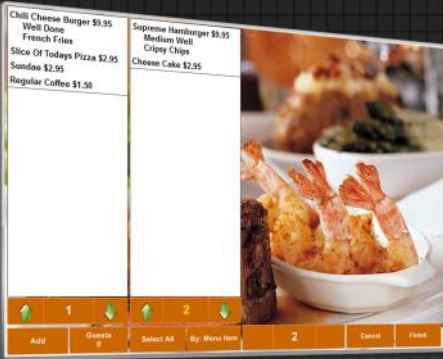 Chili Cheese Burger $9.95
Well Done
French Fries
Slice Of Todays Pizza $2.95
Sundae $2.95
Regular Coffee $1.50
Supreme Hamburger $9.95
Medium Well
Cripsy Chips
Cheese Cake $2.95
1
2
Add
Guests
0
Select All
By: Menu Item
2
Cancel
Finish